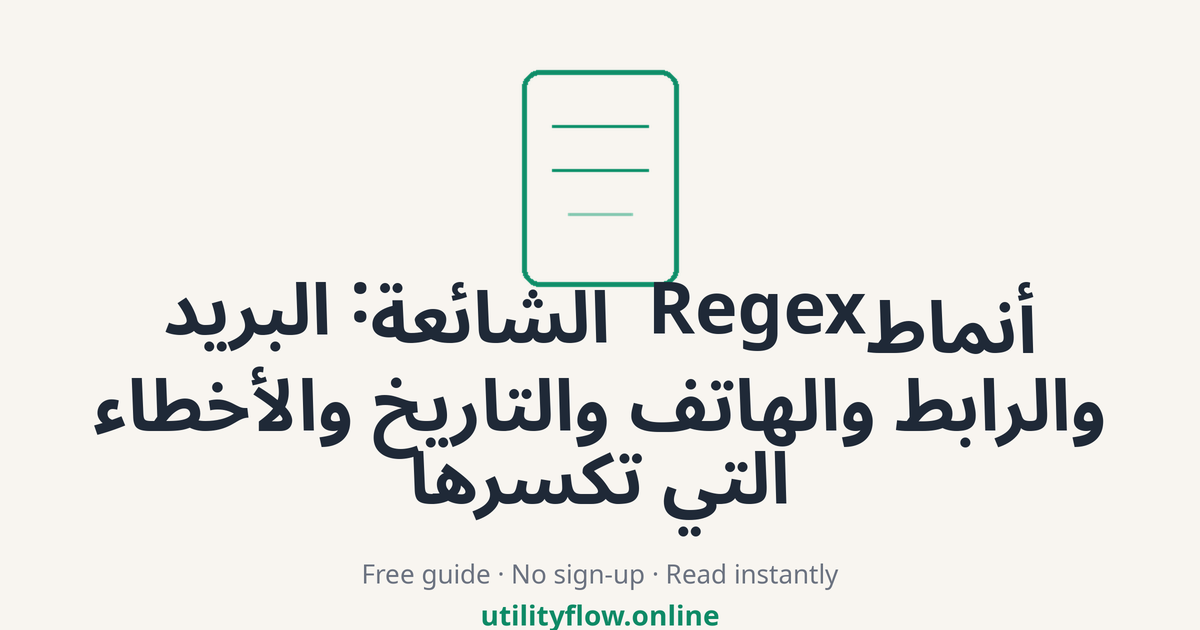 أنماط Regex الشائعة: البريد
والرابط والهاتف والتاريخ والأخطاء
التي تكسرها
Free guide · No sign-up · Read instantly
utilityflow.online